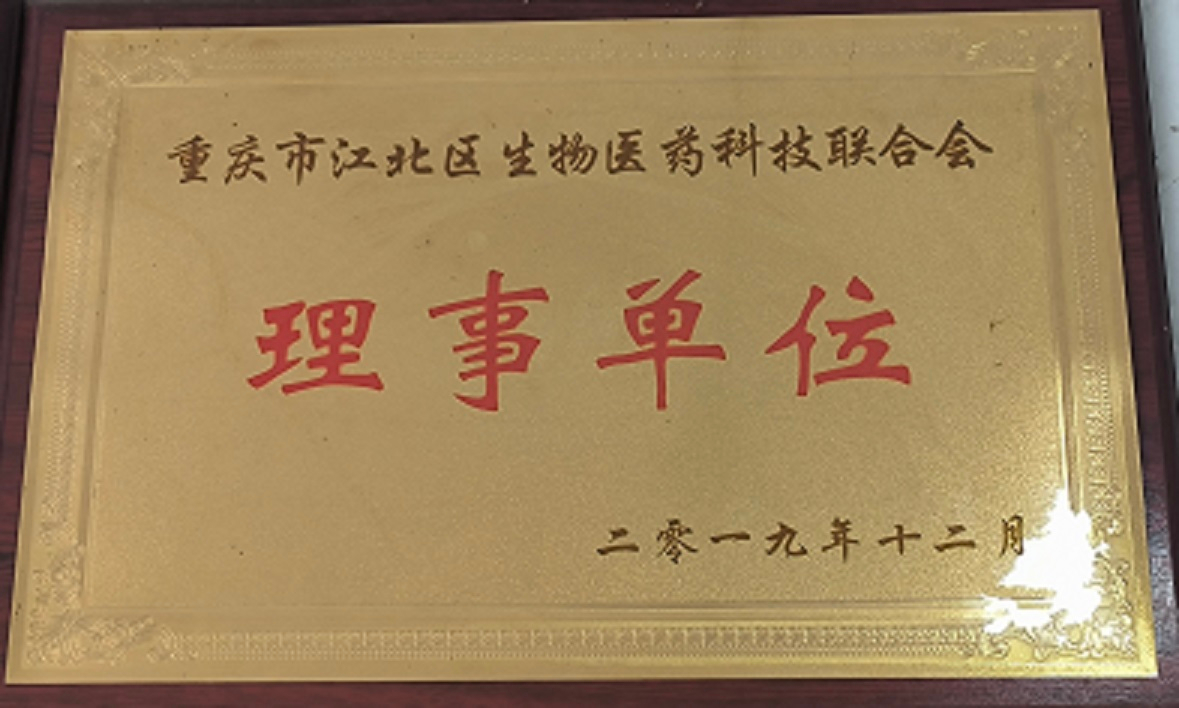 重庆市江北区生物医药科技联合会
理事单位
二零一九年十二月